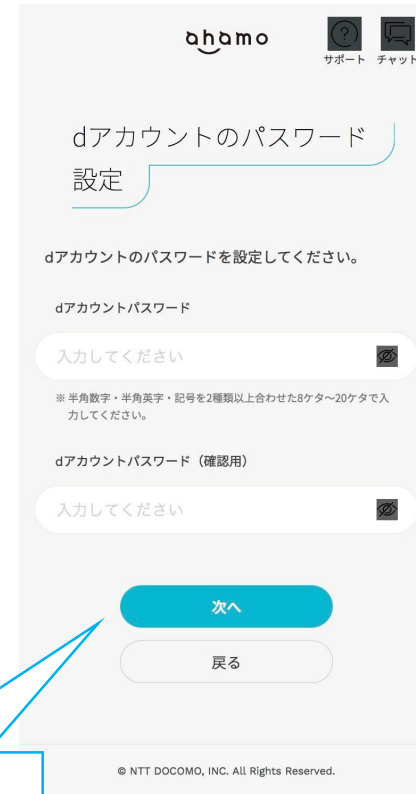 ahamo
サポート チャット
dアカウントのパスワード
設定
dアカウントのパスワードを設定してください。
dアカウントパスワード
入力してください
※ 半角数字・半角英字・記号を2種類以上合わせた8ケタ～20ケタで入
力してください。
dアカウントパスワード（確認用）
入力してください
次へ
戻る
© NTT DOCOMO, INC. All Rights Reserved.